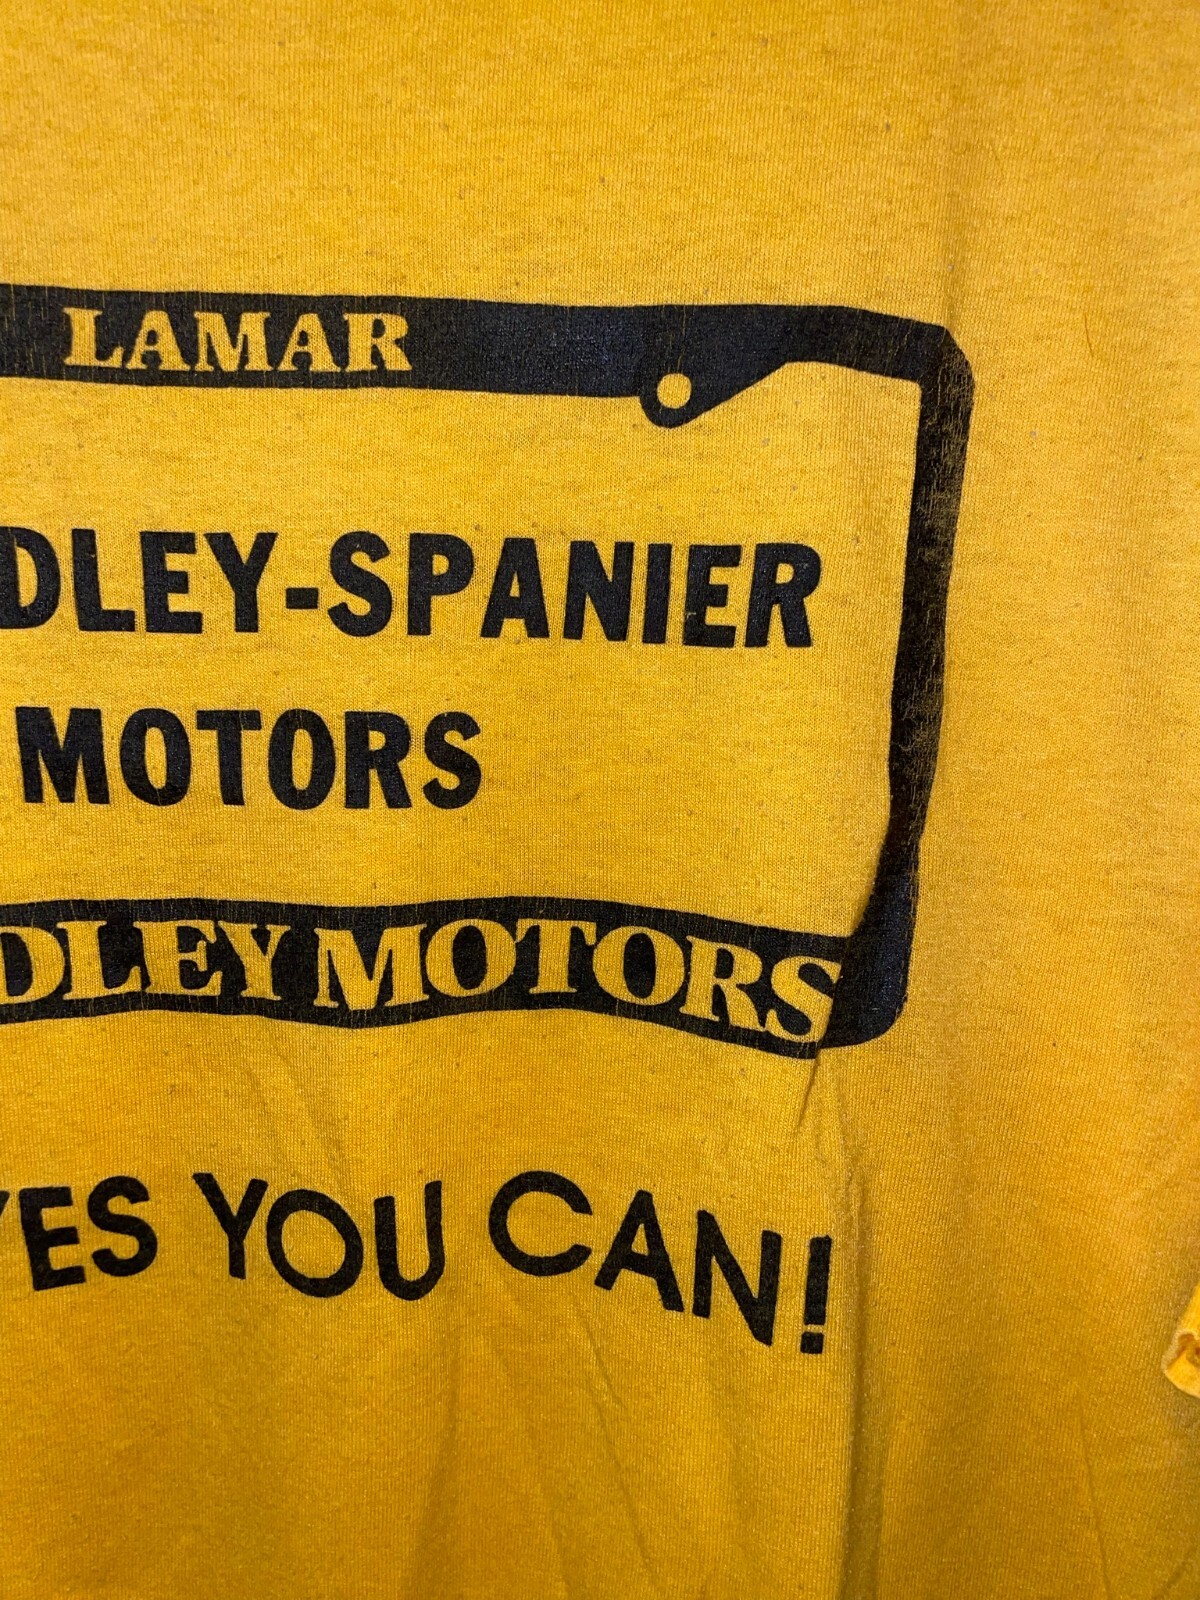 LAMAR
DLEY-SPANIER
MOTORS
DLEY MOTORS
YES YOU CAN!